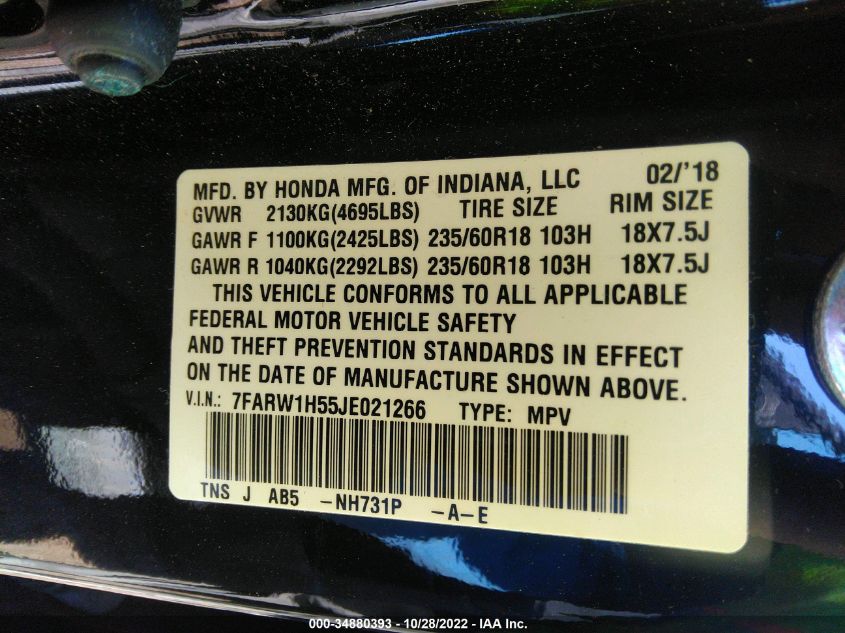 MFD. BY HONDA MFG. OF INDIANA, LLC 02/'18
GVWR 2130KG(4695LBS) TIRE SIZE RIM SIZE
GAWR F 1100KG(2425LBS) 235/60R18 103H 18X7.5J
GAWR R 1040KG(2292LBS) 235/60R18 103H 18X7.5J
THIS VEHICLE CONFORMS TO ALL APPLICABLE
FEDERAL MOTOR VEHICLE SAFETY
AND THEFT PREVENTION STANDARDS IN EFFECT
ON THE DATE OF MANUFACTURE SHOWN ABOVE.
V.I.N.: 7FARW1H55JE021266 TYPE: MPV
TNS J AB5 -NH731P -A-E
000-34880393 - 10/28/2022 - © IAA Inc.